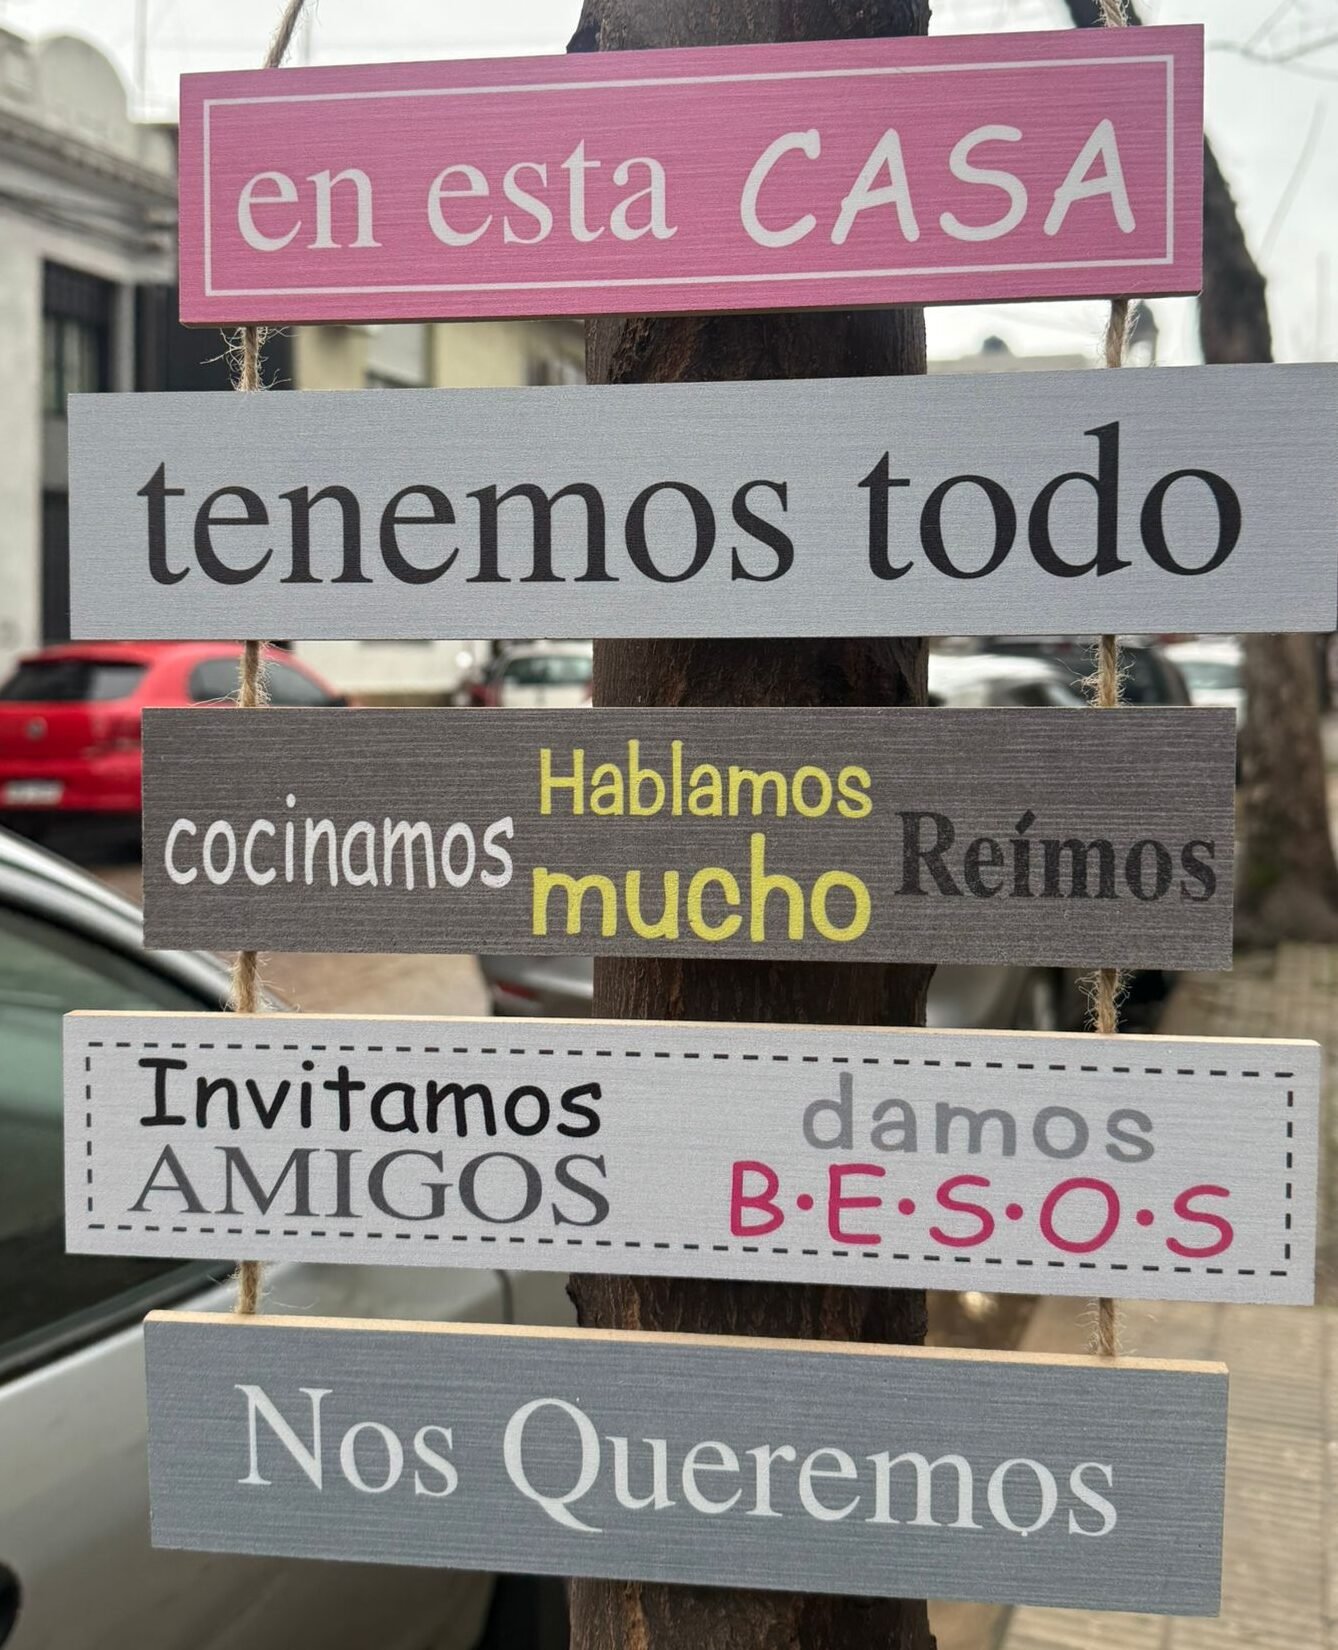 en esta CASA
tenemos todo
cocinamos Hablamos mucho Reímos
Invitamos AMIGOS
damos B·E·S·O·S
Nos Queremos